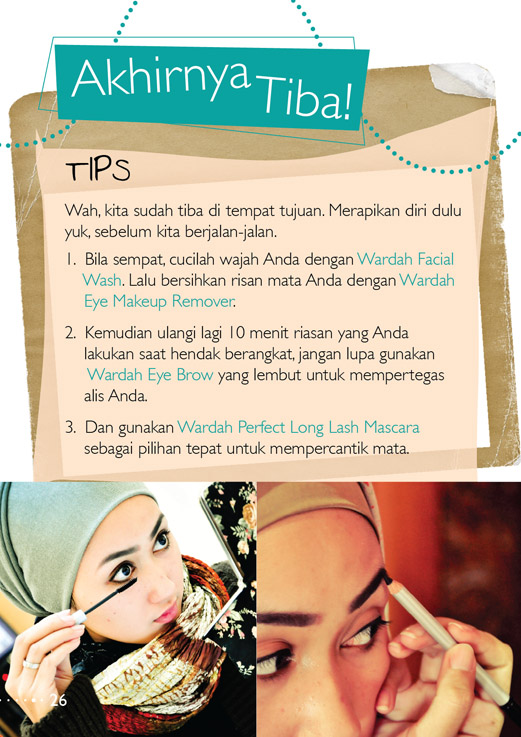 Akhirnya
Tiba!
TIPS
Wah, kita sudah tiba di tempat tujuan. Merapikan diri dulu
yuk, sebelum kita berjalan-jalan.
1. Bila sempat, cucilah wajah Anda dengan Wardah Facial
Wash. Lalu bersihkan risan mata Anda dengan Wardah
Eye Makeup Remover.
2. Kemudian ulangi lagi 10 menit riasan yang Anda
lakukan saat hendak berangkat, jangan lupa gunakan
Wardah Eye Brow yang lembut untuk mempertegas
alis Anda.
3. Dan gunakan Wardah Perfect Long Lash Mascara
sebagai pilihan tepat untuk mempercantik mata.
26